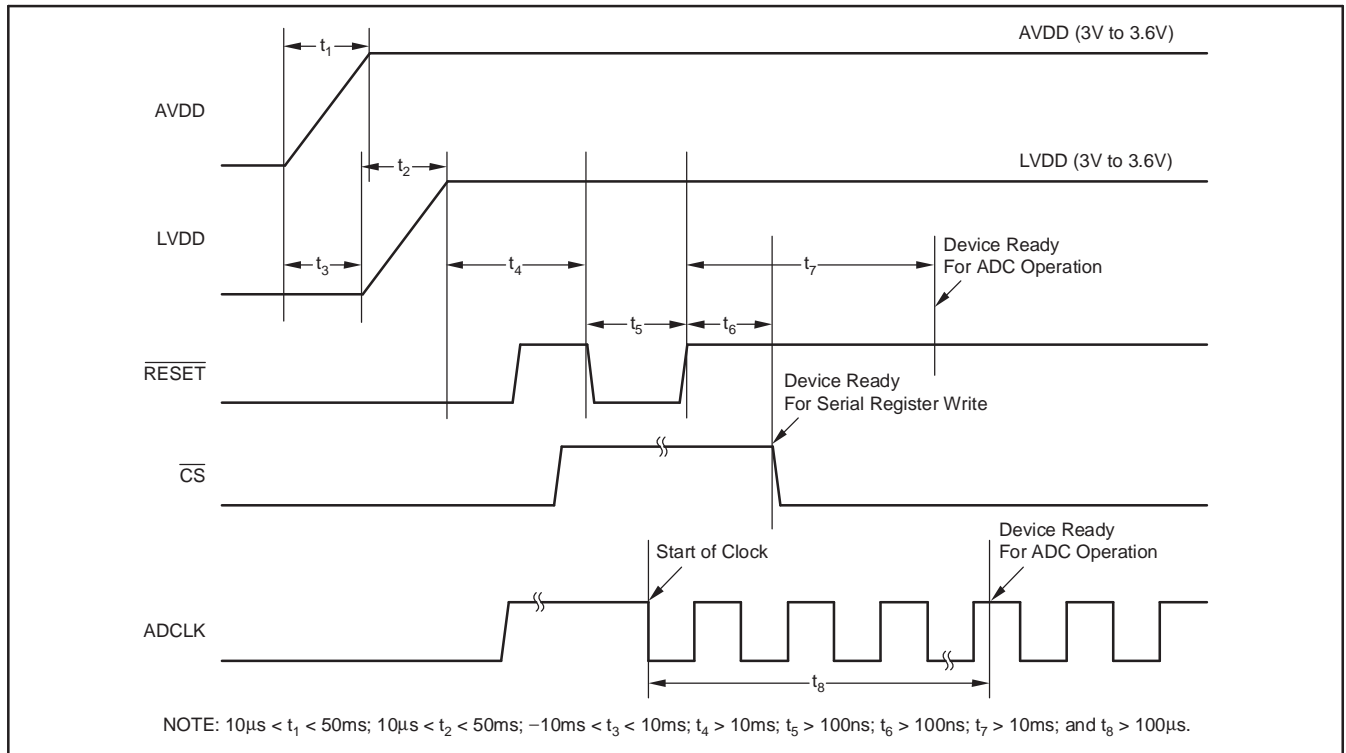 t1
AVDD (3V to 3.6V)
AVDD
t2
LVDD (3V to 3.6V)
LVDD
t3
t4
t7
Device Ready
For ADC Operation
t5
t6
RESET
Device Ready
For Serial Register Write
CS
Start of Clock
Device Ready
For ADC Operation
ADCLK
t8
NOTE: 10μs < t1 < 50ms; 10μs < t2 < 50ms; −10ms < t3 < 10ms; t4 > 10ms; t5 > 100ns; t6 > 100ns; t7 > 10ms; and t8 > 100μs.